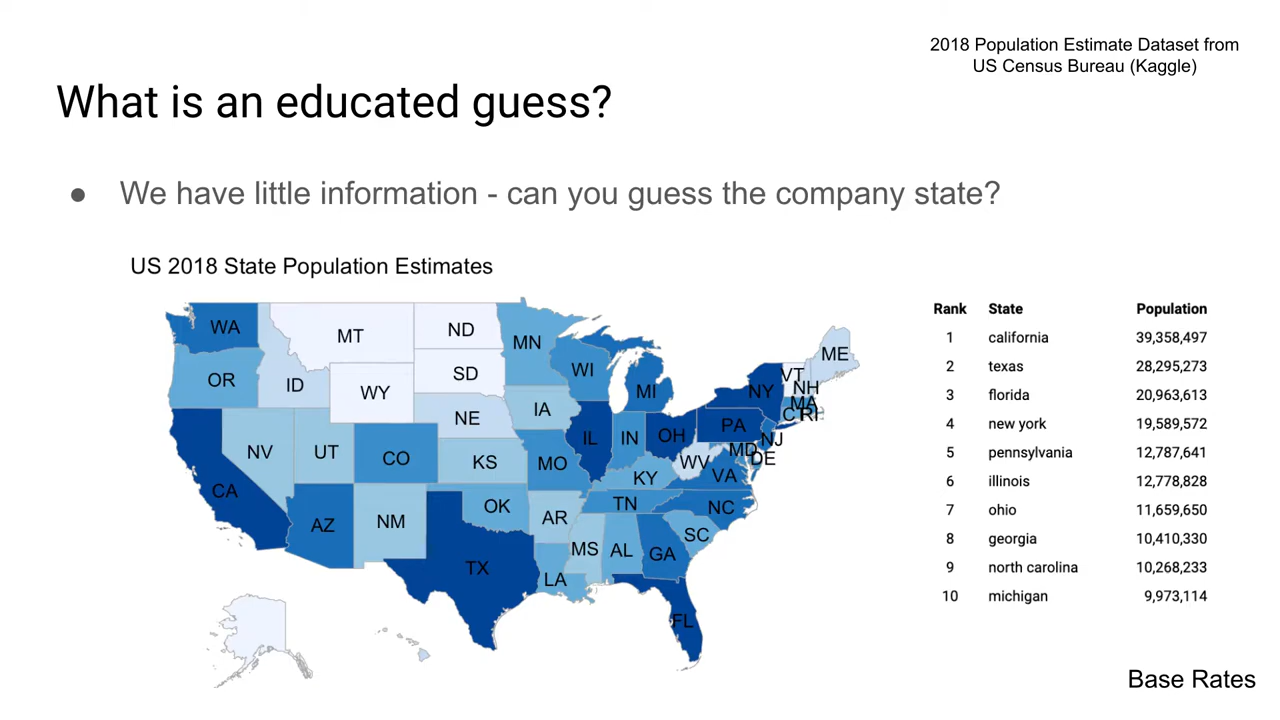 2018 Population Estimate Dataset from
US Census Bureau (Kaggle)
What is an educated guess?
● We have little information - can you guess the company state?
US 2018 State Population Estimates
WA
MT
ND
MN
ME
OR
ID
SD
WI
VT
NH
WY
MI
NY
MA
CT
RI
NE
IA
PA
NV
UT
CO
KS
MO
IL
IN
OH
NJ
MD
DE
WV
VA
KY
CA
AZ
NM
OK
AR
TN
NC
SC
TX
LA
MS
AL
GA
FL
Rank State Population
1 california 39,358,497
2 texas 28,295,273
3 florida 20,963,613
4 new york 19,589,572
5 pennsylvania 12,787,641
6 illinois 12,778,828
7 ohio 11,659,650
8 georgia 10,410,330
9 north carolina 10,268,233
10 michigan 9,973,114
Base Rates